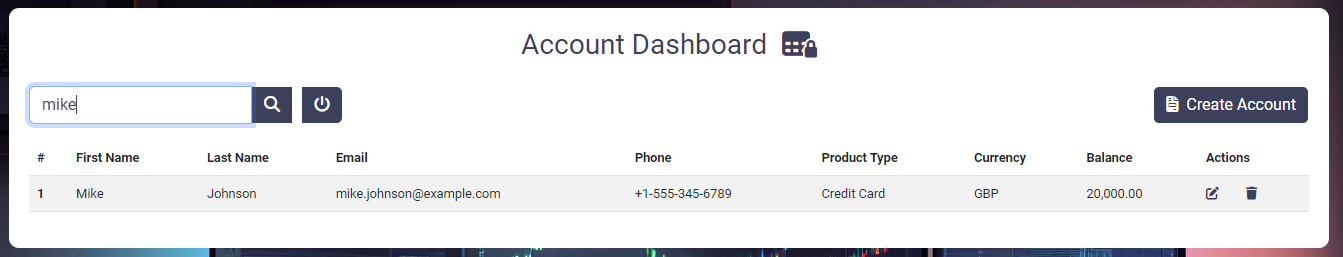 Account Dashboard
mike
Create Account
# First Name Last Name Email Phone Product Type Currency Balance Actions
1 Mike Johnson mike.johnson@example.com +1-555-345-6789 Credit Card GBP 20,000.00